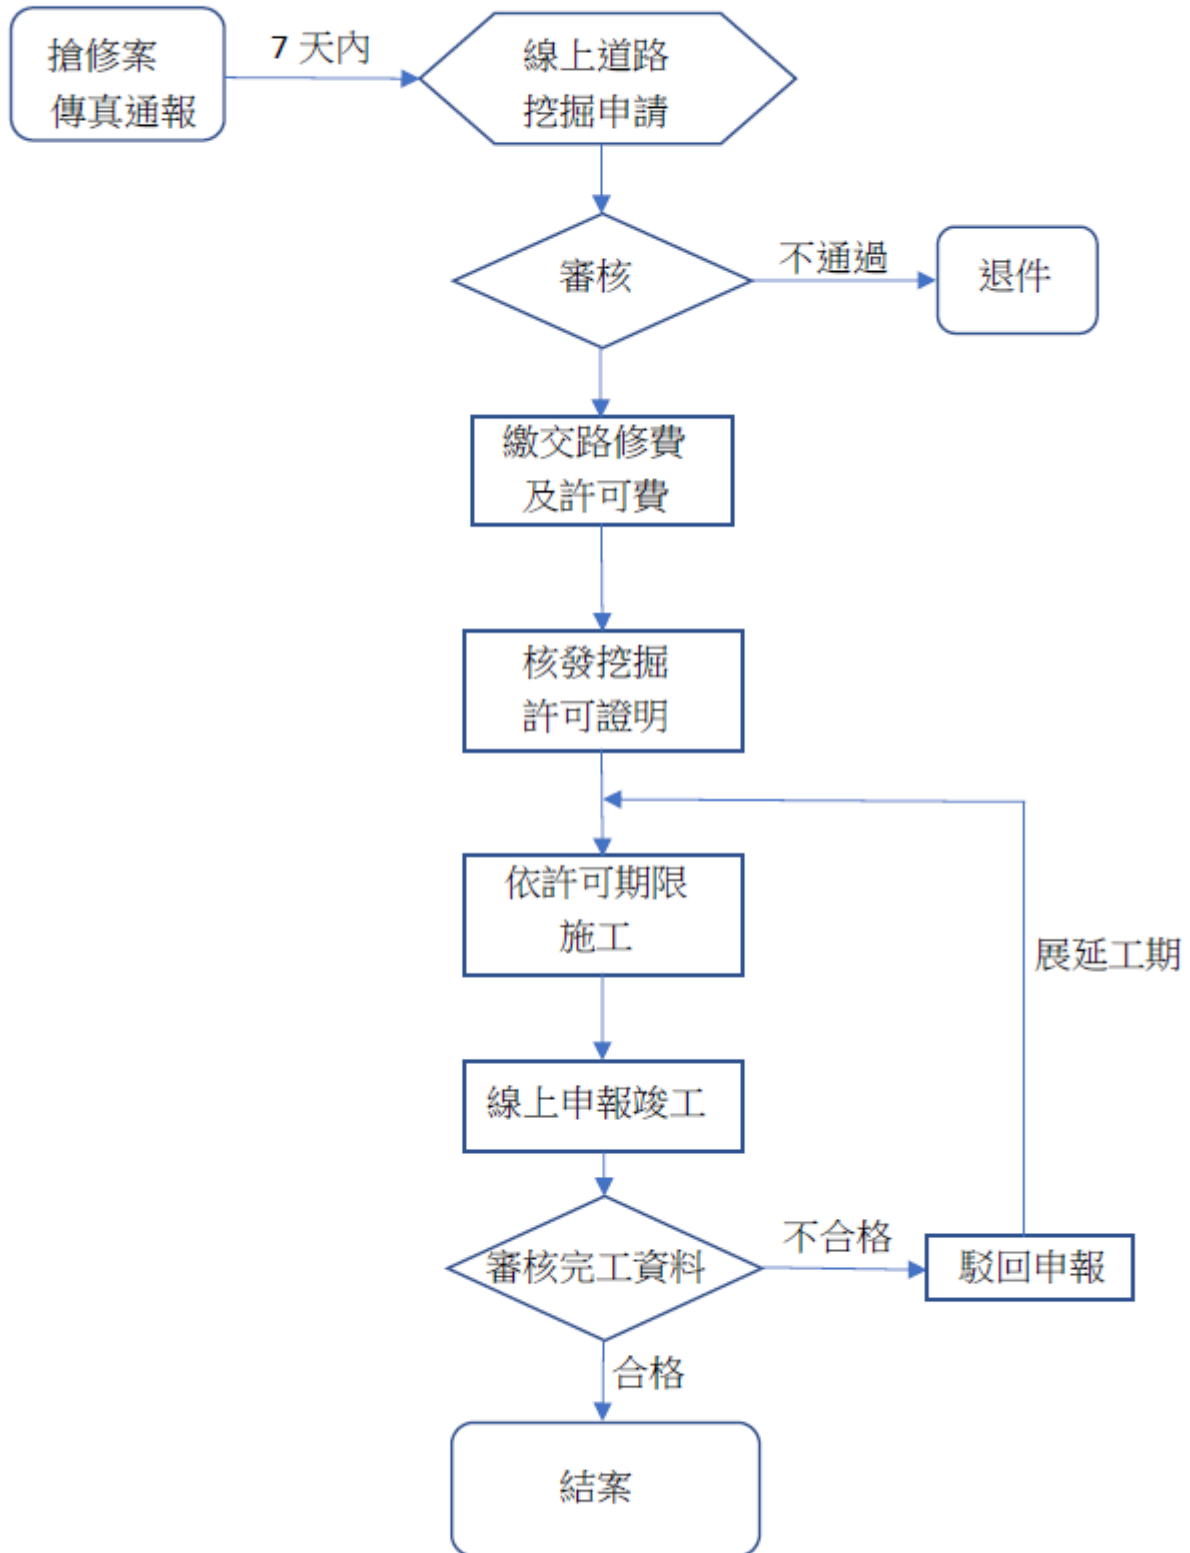 搶修案
傳真通報
7 天內
線上道路
挖掘申請
審核
不通過
退件
繳交路修費
及許可費
核發挖掘
許可證明
依許可期限
施工
展延工期
線上申報竣工
審核完工資料
不合格
駁回申報
合格
結案